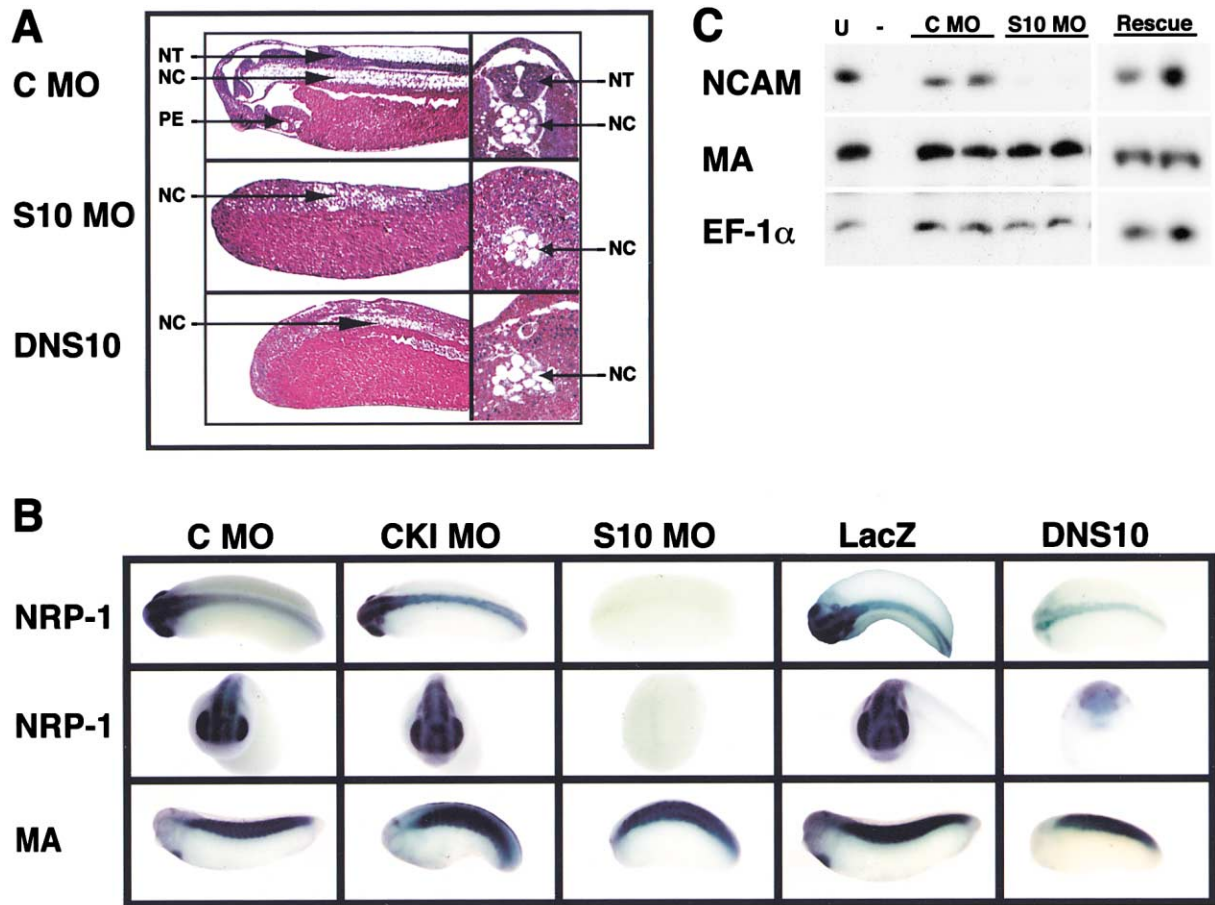 A
C MO
NT
NC
PE
NT
NC
S10 MO
NC
NC
DNS10
NC
NC
C
U - C MO S10 MO Rescue
NCAM
MA
EF-1α
B
C MO CKI MO S10 MO LacZ DNS10
NRP-1
NRP-1
MA